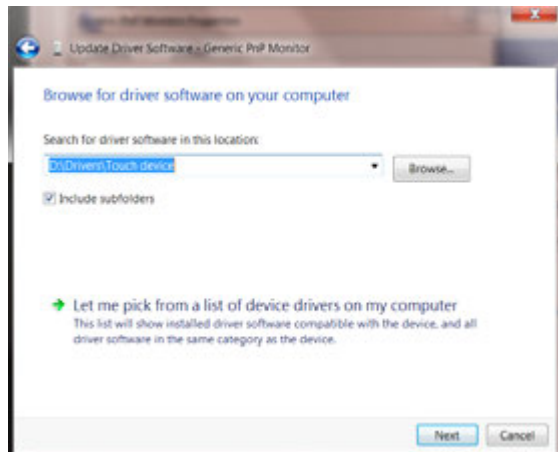 Update Driver Software - Generic PnP Monitor
Browse for driver software on your computer
Search for driver software in this location:
D:\Drivers\Touch device
Browse...
Include subfolders
Let me pick from a list of device drivers on my computer
This list will show installed driver software compatible with the device, and all
driver software in the same category as the device.
Next
Cancel